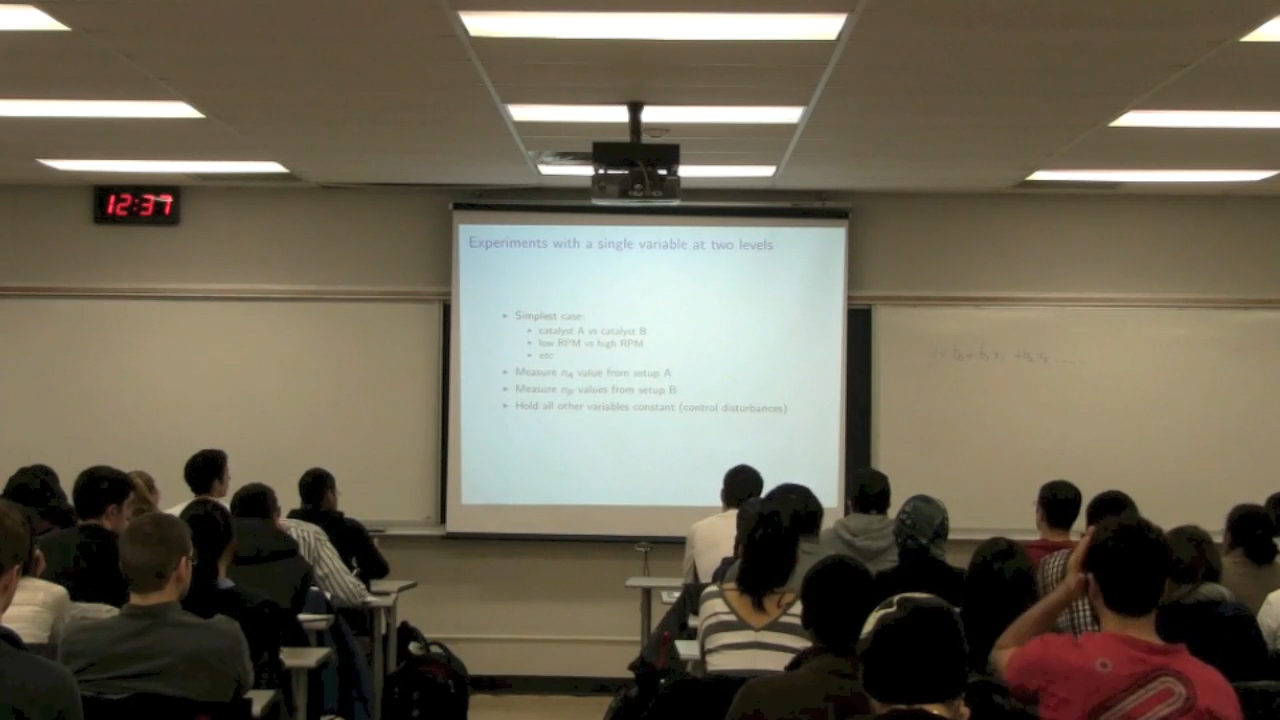 12:37
Experiments with a single variable at two levels
Simplest case:
catalyst A vs catalyst B
low RPM vs high RPM
etc
Measure n_A value from setup A
Measure n_B values from setup B
Hold all other variables constant (control disturbances)